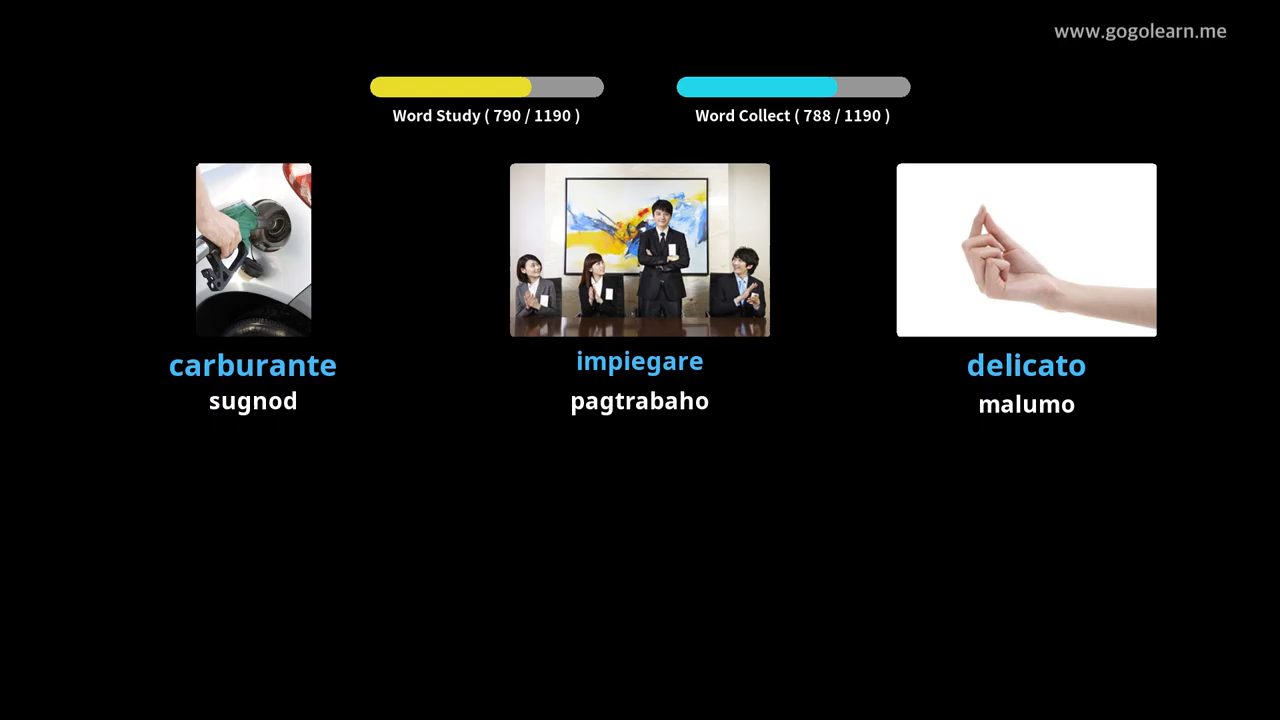 www.gogolearn.me
Word Study ( 790 / 1190 )
Word Collect ( 788 / 1190 )
carburante
sugnod
impiegare
pagtrabaho
delicato
malumo